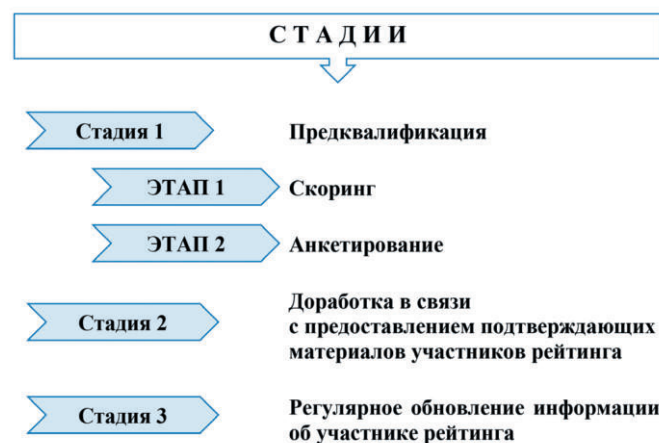 СТАДИИ
Стадия 1 Предквалификация
ЭТАП 1 Скоринг
ЭТАП 2 Анкетирование
Стадия 2 Доработка в связи
с предоставлением подтверждающих
материалов участников рейтинга
Стадия 3 Регулярное обновление информации
об участнике рейтинга